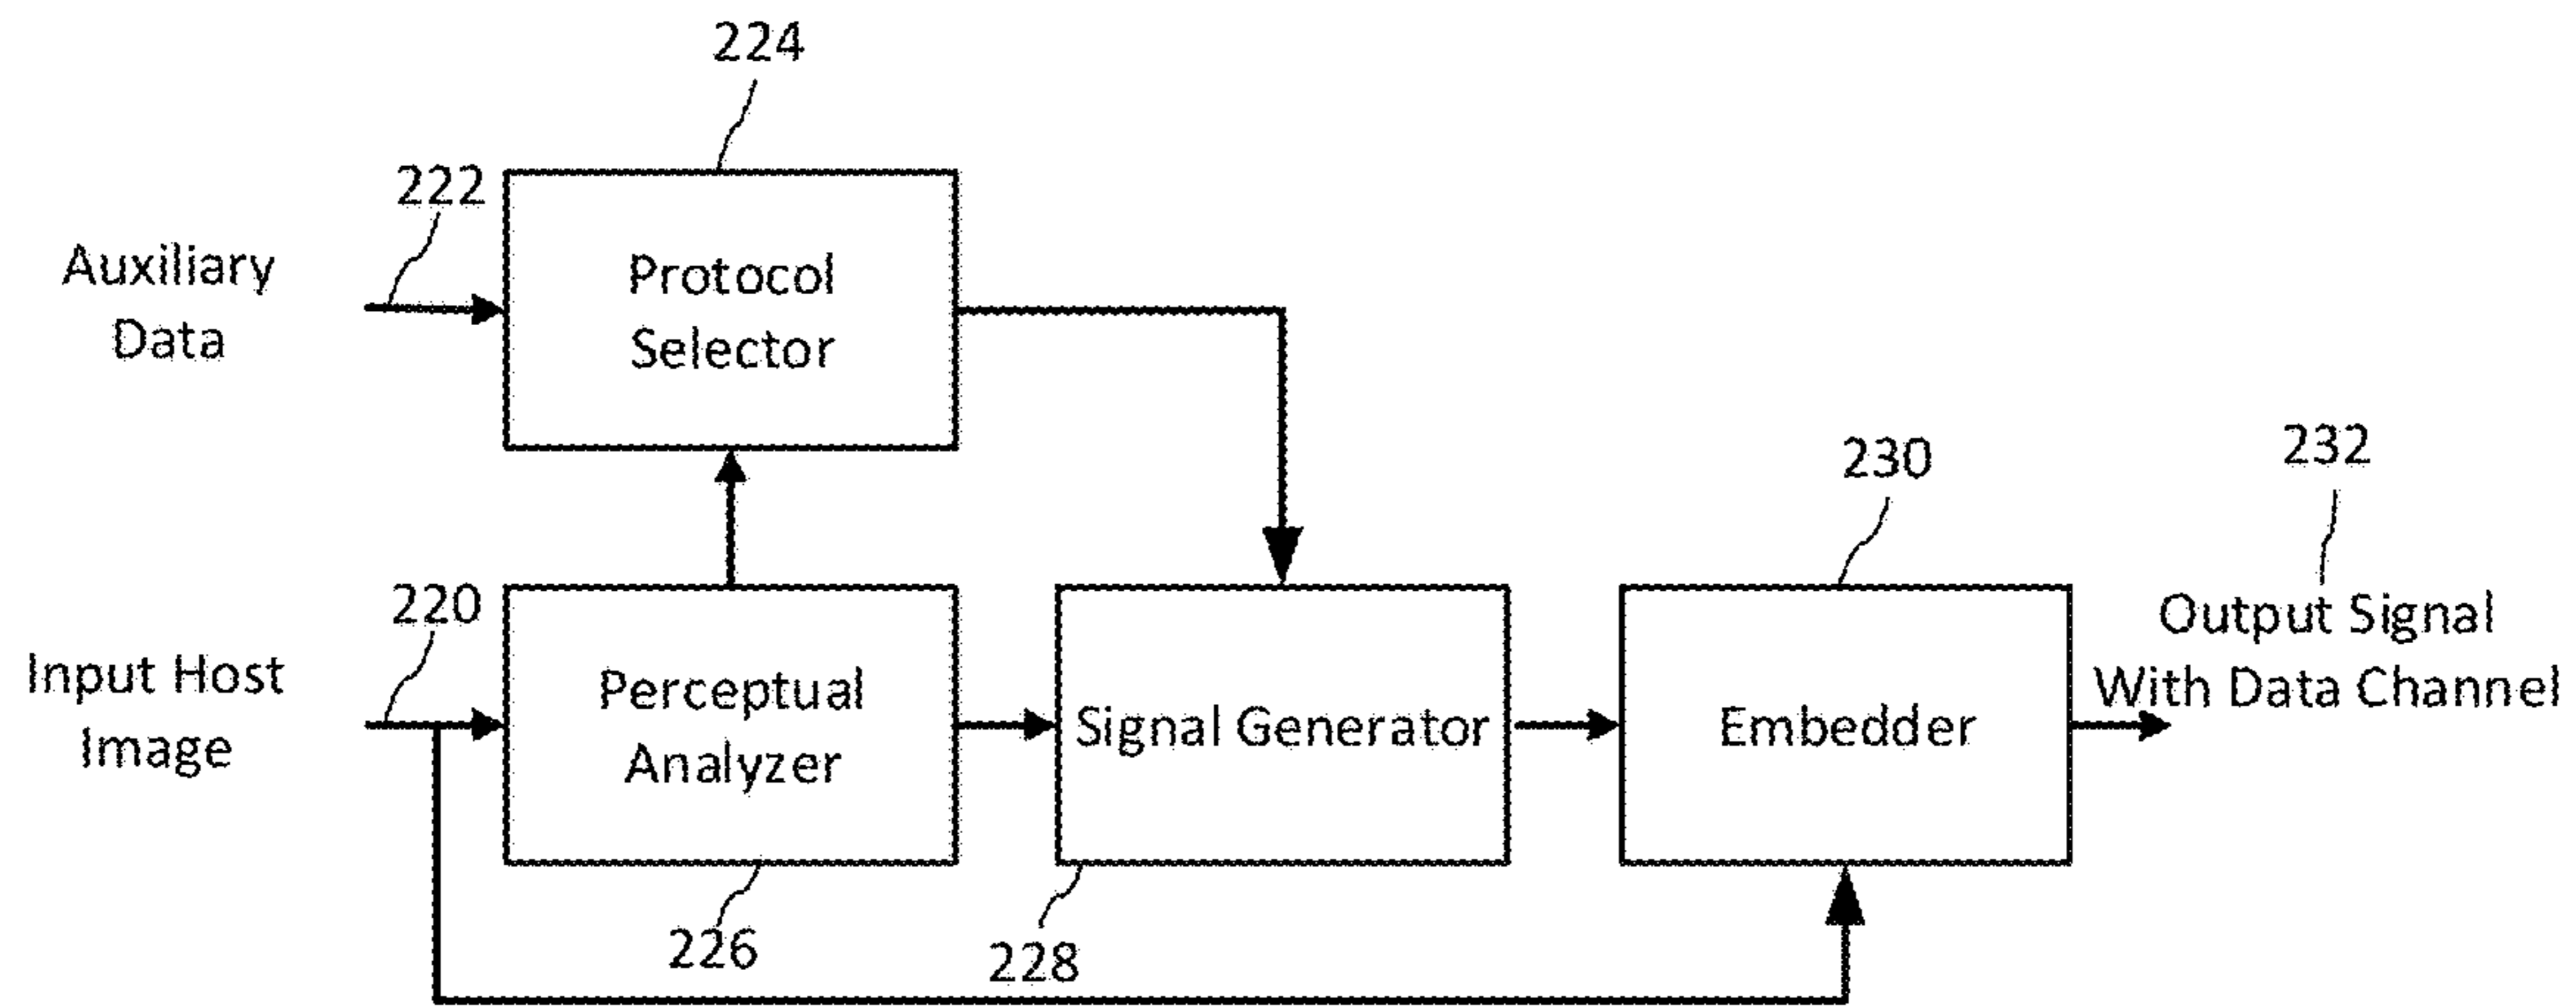 224
222
Auxiliary
Data
Protocol
Selector
230
232
220
Input Host
Image
Perceptual
Analyzer
Signal Generator
Embedder
Output Signal
With Data Channel
226
228